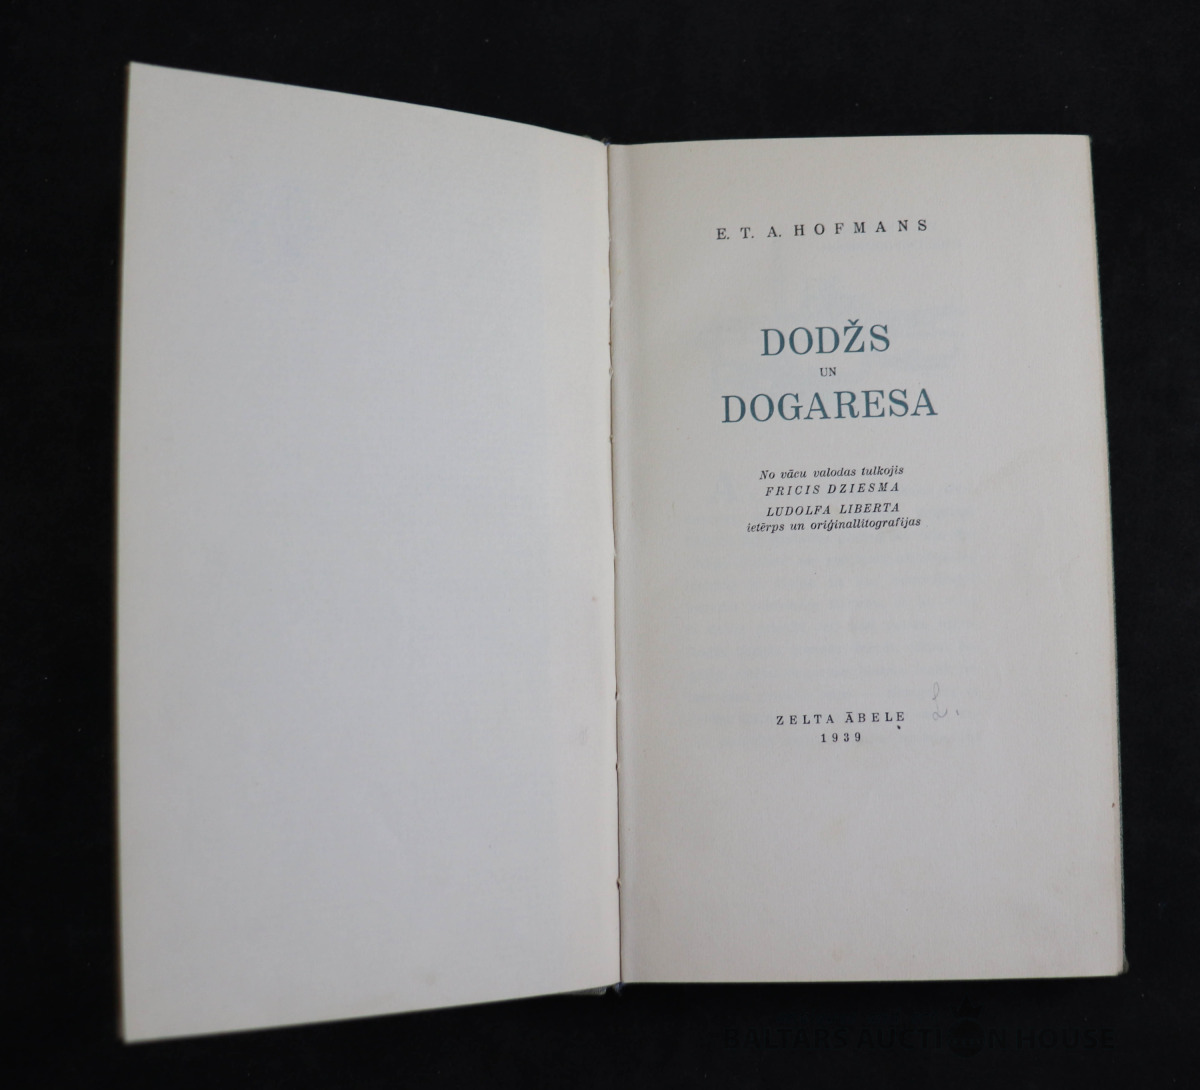 E. T. A. HOFMANS
DODŽS
UN
DOGARESA
No vācu valodas tulkojis
FRICIS DZIESMA
LUDOLFA LIBERTA
ietērps un oriģinallitografijas
ZELTA ĀBELE
1939
BALTARS AUCTION HOUSE